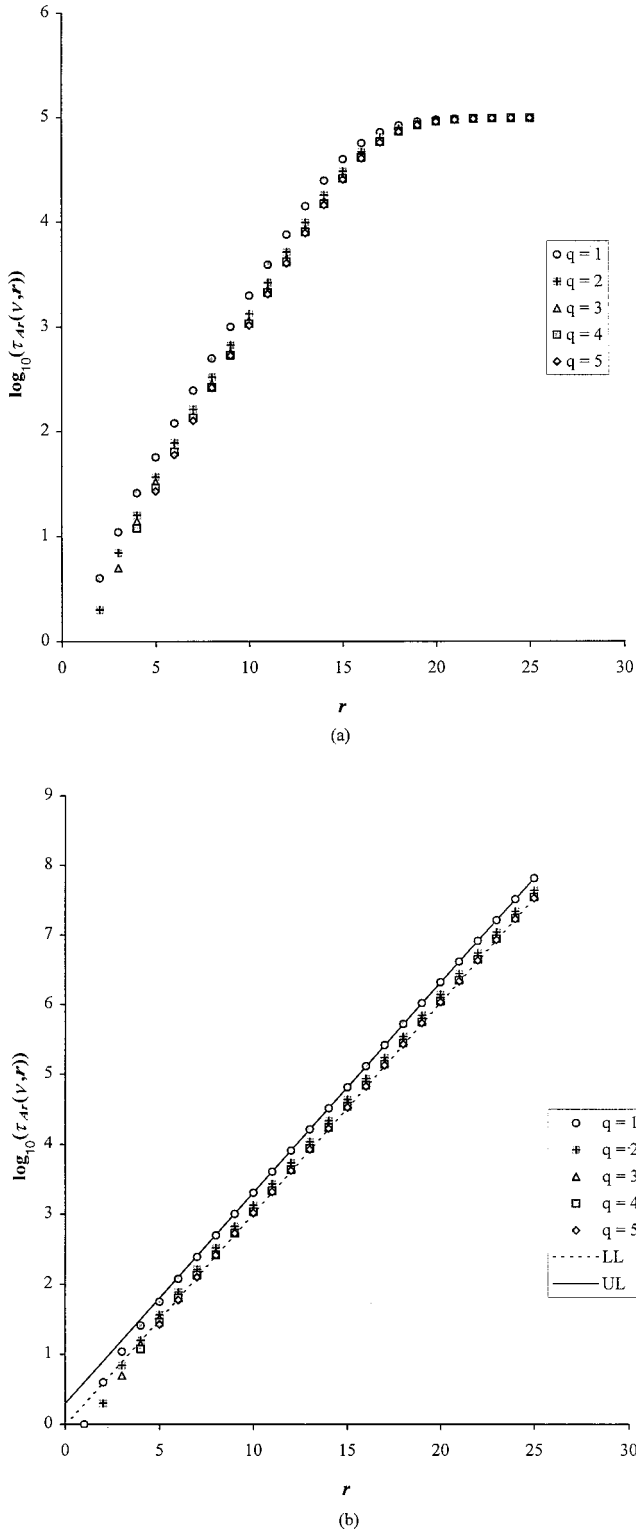 6
5
4
3
2
1
0
log₁₀(τ_Ar(ν,r))
0 5 10 15 20 25 30
r
q = 1
q = 2
q = 3
q = 4
q = 5
(a)
9
8
7
6
5
4
3
2
1
0
log₁₀(τ_Ar(ν,r))
0 5 10 15 20 25 30
r
q = 1
q = 2
q = 3
q = 4
q = 5
LL
UL
(b)